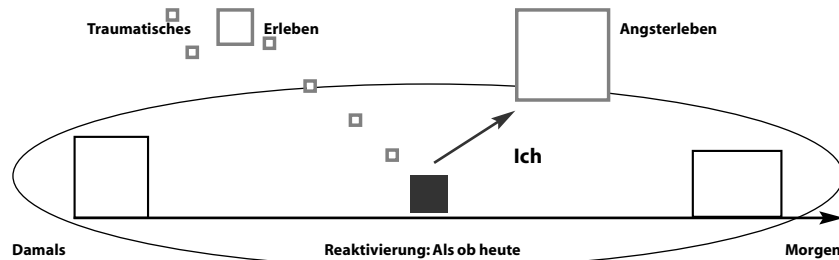 Traumatisches Erleben Angsterleben
Ich
Damals Reaktivierung: Als ob heute Morgen